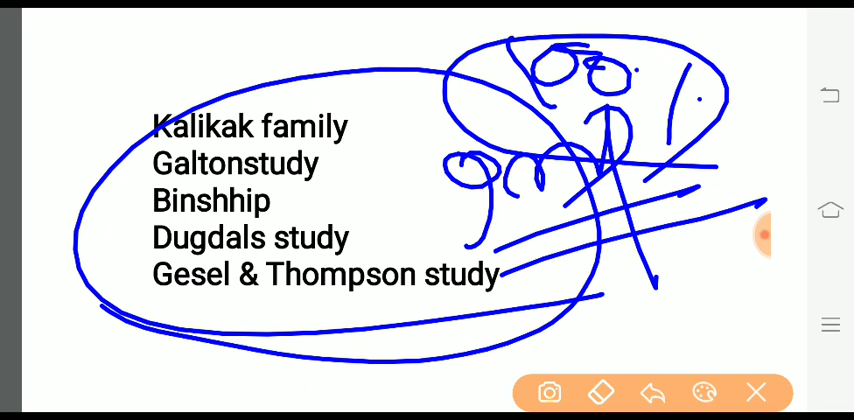 Kalikak family
Galtonstudy
Binshhip
Dugdals study
Gesel & Thompson study